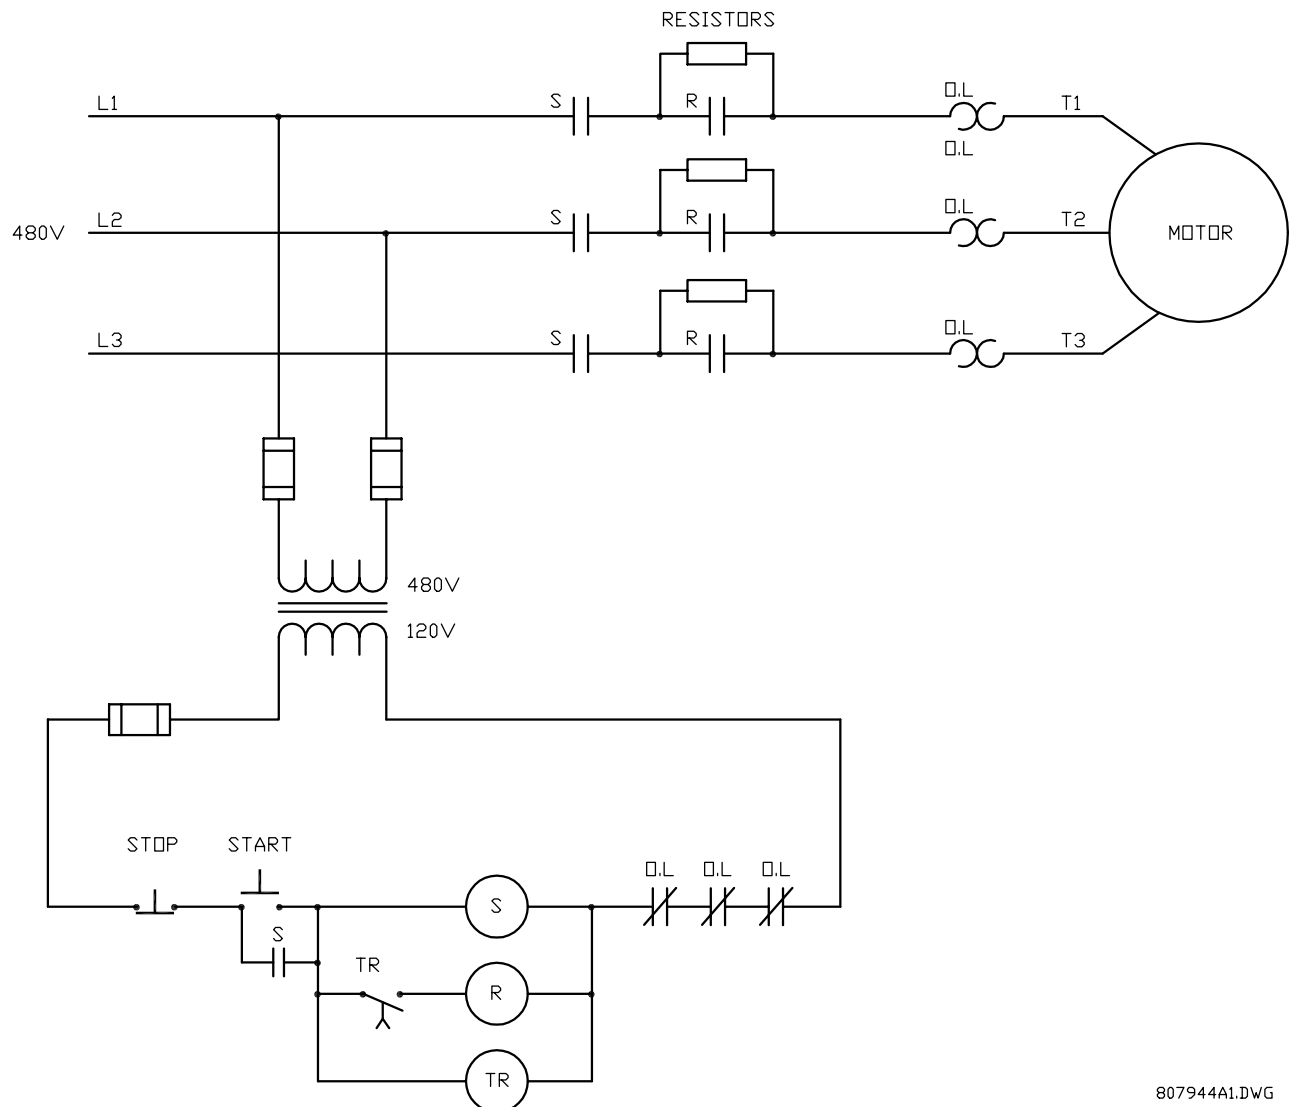 RESISTORS
L1
S
R
O.L
T1
O.L
480V
L2
S
R
O.L
T2
MOTOR
L3
S
R
O.L
T3
480V
120V
STOP
START
O.L
O.L
O.L
S
S
TR
R
TR
807944A1.DWG